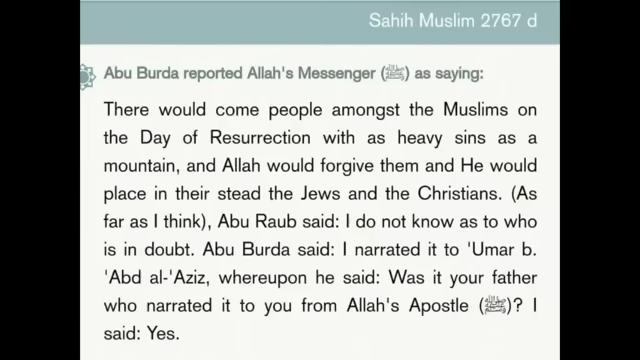 Sahih Muslim 2767 d
Abu Burda reported Allah's Messenger (ﷺ) as saying:
There would come people amongst the Muslims on
the Day of Resurrection with as heavy sins as a
mountain, and Allah would forgive them and He would
place in their stead the Jews and the Christians. (As
far as I think), Abu Raub said: I do not know as to who
is in doubt. Abu Burda said: I narrated it to 'Umar b.
'Abd al-'Aziz, whereupon he said: Was it your father
who narrated it to you from Allah's Apostle (ﷺ)? I
said: Yes.